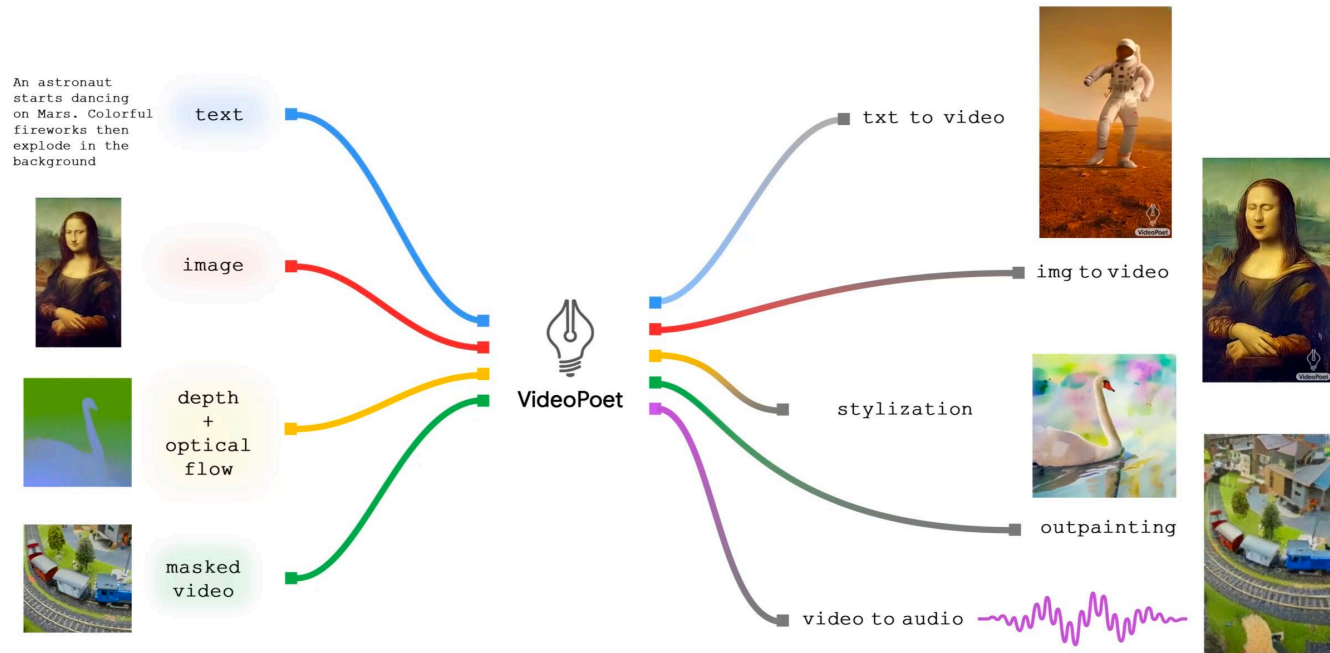 An astronaut
starts dancing
on Mars. Colorful
fireworks then
explode in the
background
text
image
depth
+
optical
flow
masked
video
VideoPoet
txt to video
VideoPoet
img to video
VideoPoet
stylization
outpainting
video to audio